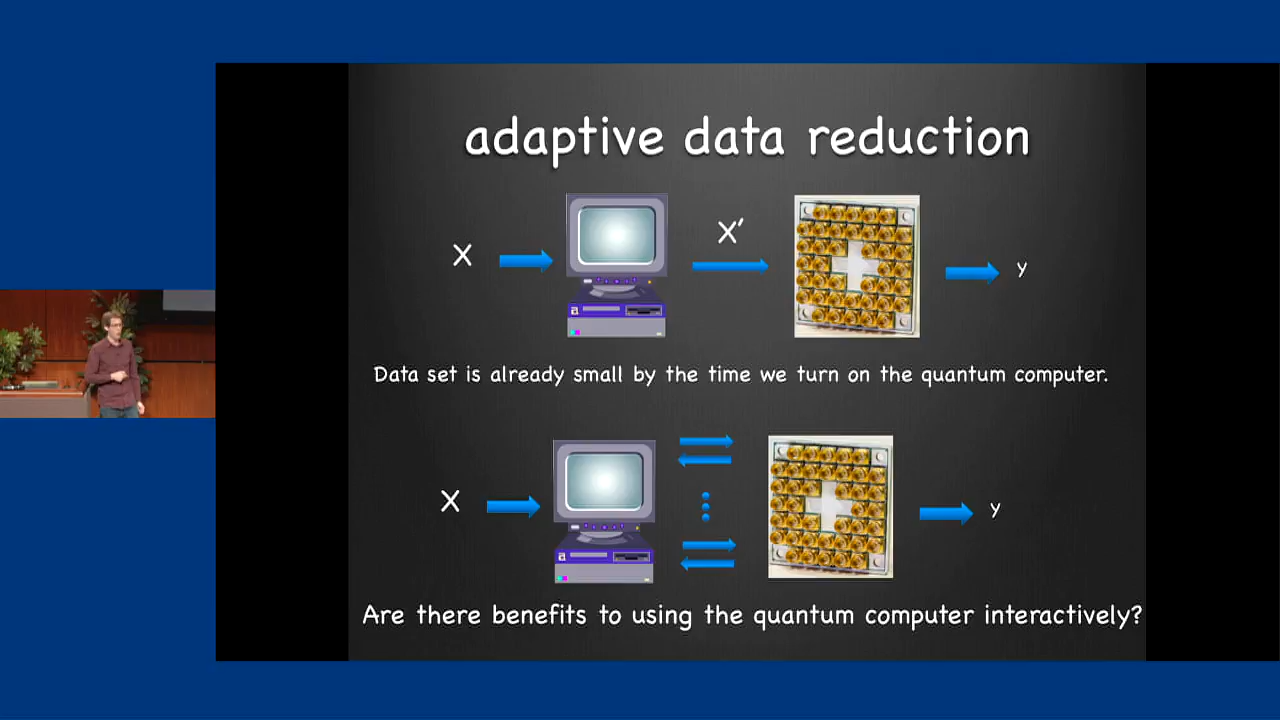 adaptive data reduction
X
X′
y
Data set is already small by the time we turn on the quantum computer.
X
y
Are there benefits to using the quantum computer interactively?